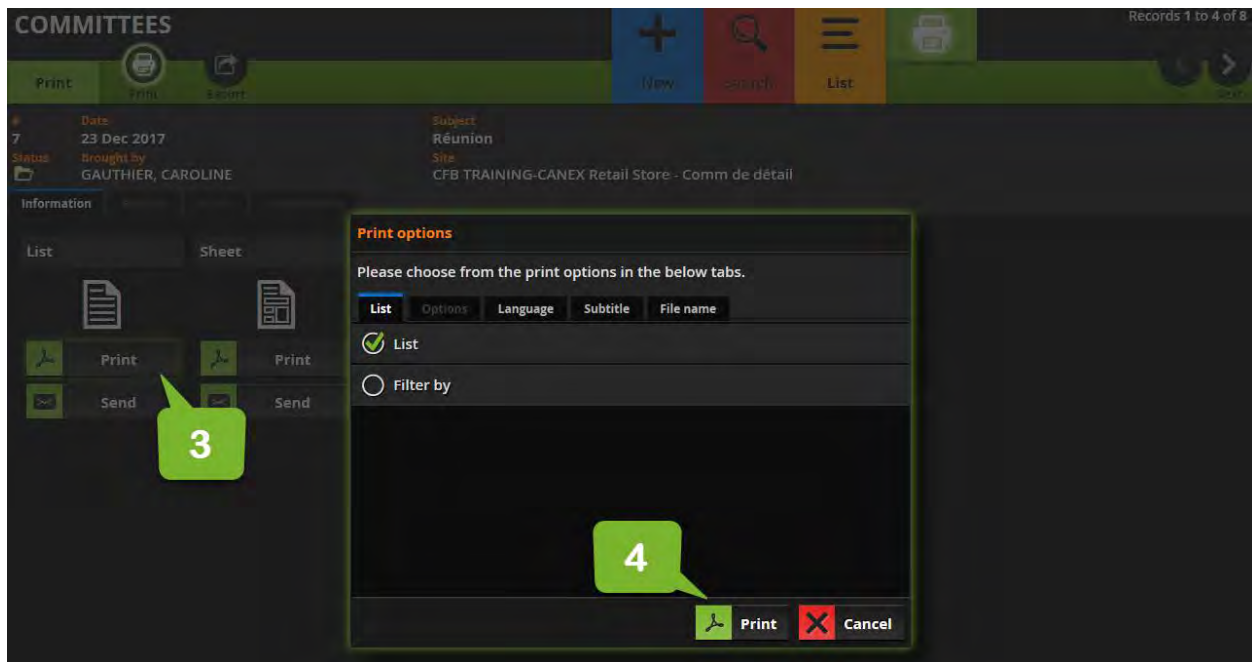 COMMITTEES
Records 1 to 4 of 8
Print
Print
Export
New
Search
List
# Date Subject
7 23 Dec 2017 Réunion
Status Brought by Site
GAUTHIER, CAROLINE CFB TRAINING-CANEX Retail Store - Comm de détail
Information
List Sheet
Print Print
Send Send
3
Print options
Please choose from the print options in the below tabs.
List Options Language Subtitle File name
List
Filter by
4
Print Cancel